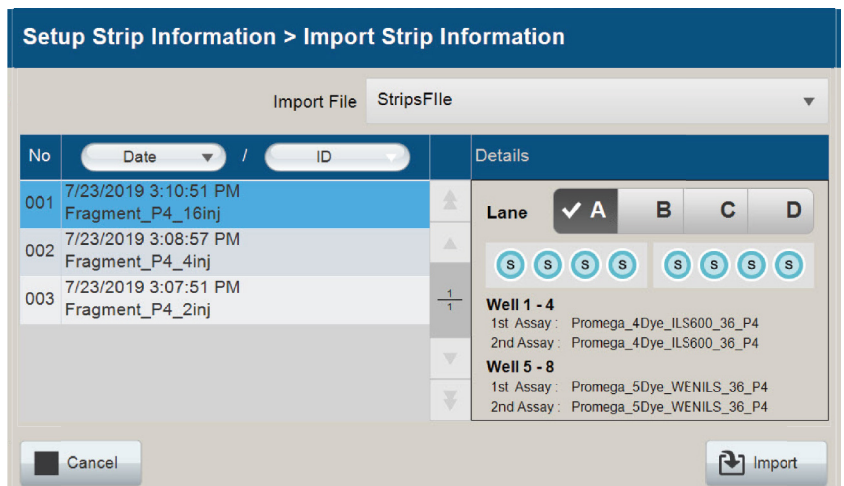 Setup Strip Information > Import Strip Information
Import File StripsFIle
No Date / ID Details
001 7/23/2019 3:10:51 PM
Fragment_P4_16inj
002 7/23/2019 3:08:57 PM
Fragment_P4_4inj
003 7/23/2019 3:07:51 PM
Fragment_P4_2inj
1
1
Lane A B C D
S S S S S S S S
Well 1 - 4
1st Assay : Promega_4Dye_ILS600_36_P4
2nd Assay : Promega_4Dye_ILS600_36_P4
Well 5 - 8
1st Assay : Promega_5Dye_WENILS_36_P4
2nd Assay : Promega_5Dye_WENILS_36_P4
Cancel Import